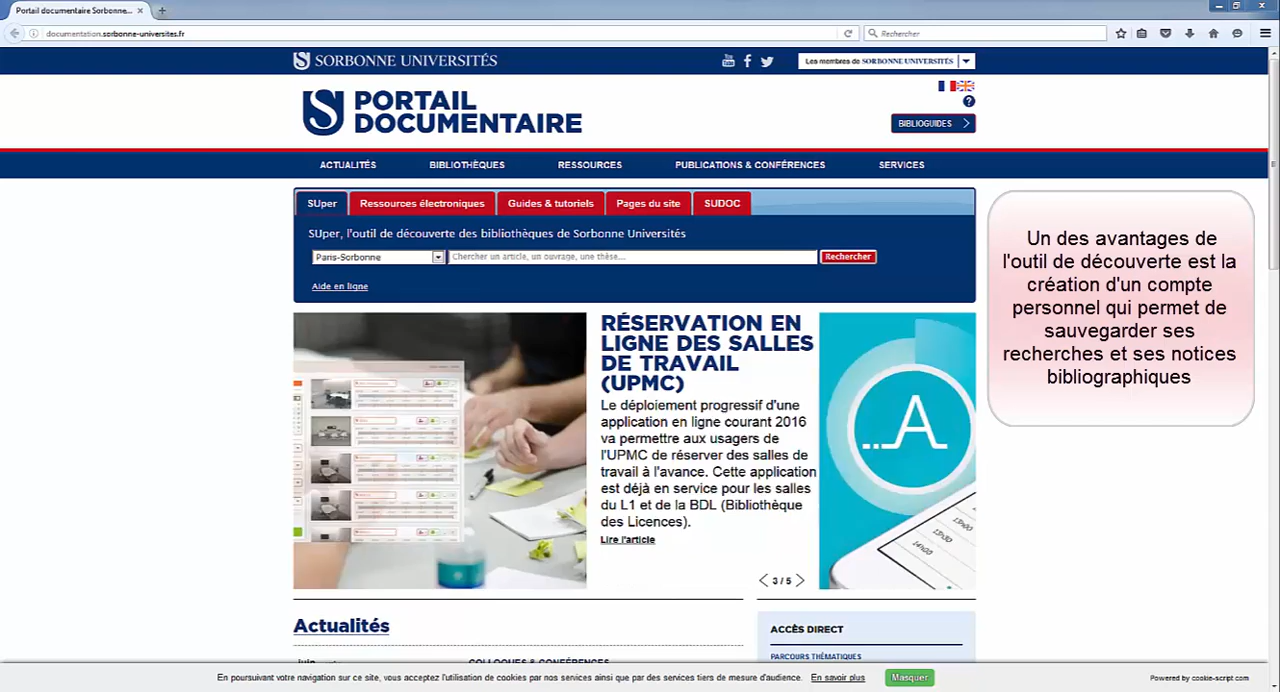 Portail documentaire Sorbonne...
documentation.sorbonne-universites.fr
Rechercher
SORBONNE UNIVERSITÉS
Les membres de SORBONNE UNIVERSITÉS
PORTAIL
DOCUMENTAIRE
BIBLIOGUIDES
ACTUALITÉS BIBLIOTHÈQUES RESSOURCES PUBLICATIONS & CONFÉRENCES SERVICES
SUper Ressources électroniques Guides & tutoriels Pages du site SUDOC
SUper, l'outil de découverte des bibliothèques de Sorbonne Universités
Paris-Sorbonne Chercher un article, un ouvrage, une thèse... Rechercher
Aide en ligne
Un des avantages de
l'outil de découverte est la
création d'un compte
personnel qui permet de
sauvegarder ses
recherches et ses notices
bibliographiques
RÉSERVATION EN
LIGNE DES SALLES
DE TRAVAIL
(UPMC)
Le déploiement progressif d'une
application en ligne courant 2016
va permettre aux usagers de
l'UPMC de réserver des salles de
travail à l'avance. Cette application
est déjà en service pour les salles
du L1 et de la BDL (Bibliothèque
des Licences).
Lire l'article
3 / 5
...A
13h00
13h30
14h00
Actualités
ACCÈS DIRECT
PARCOURS THÉMATIQUES
juin
COLLOQUES & CONFÉRENCES
En poursuivant votre navigation sur ce site, vous acceptez l'utilisation de cookies par nos services ainsi que par des services tiers de mesure d'audience. En savoir plus Masquer
Powered by cookie-script.com